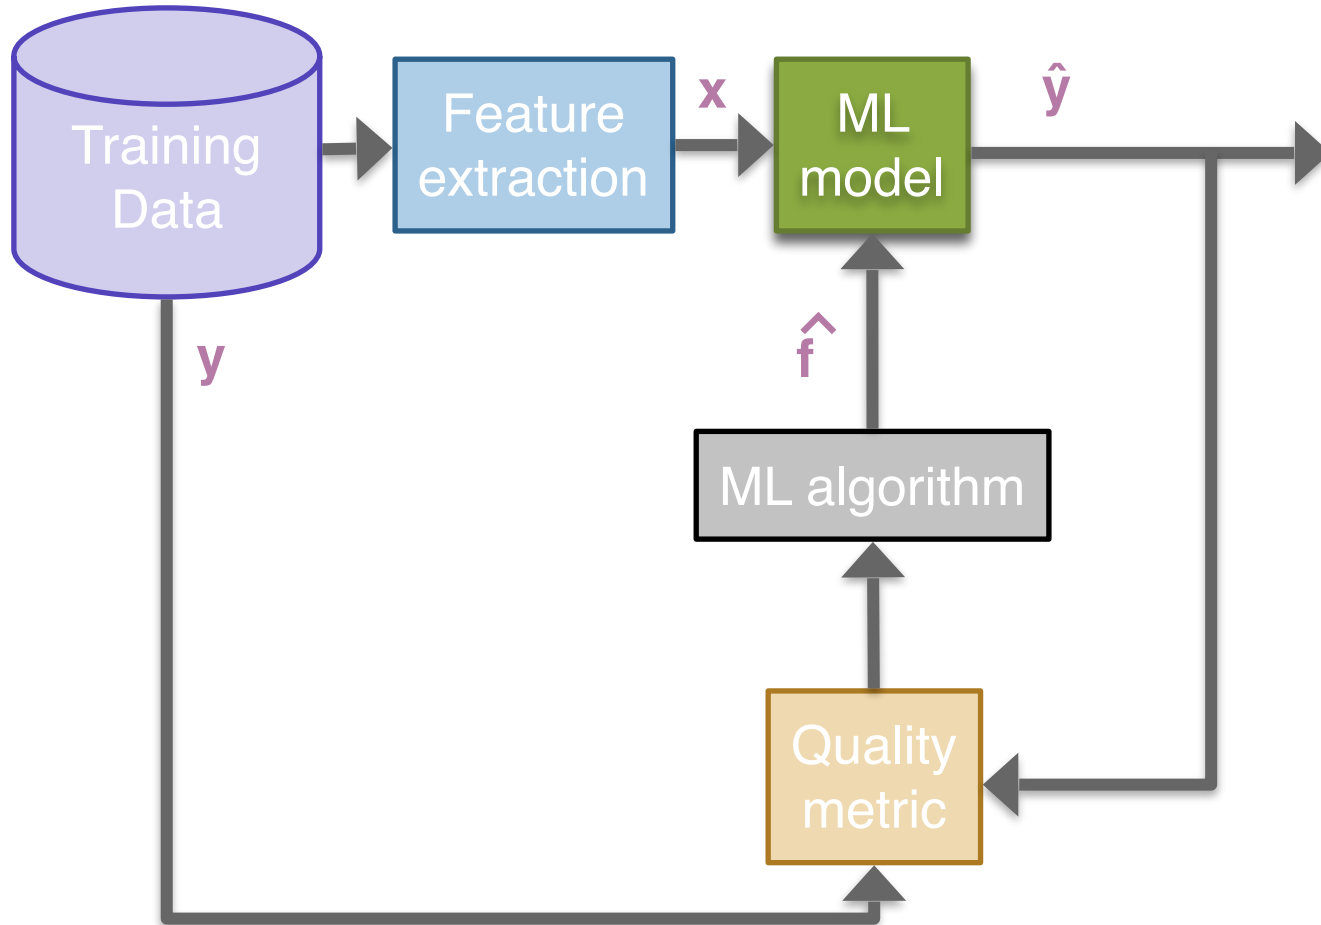 Training
Data
Feature
extraction
x
ML
model
ŷ
y
f̂
ML algorithm
Quality
metric